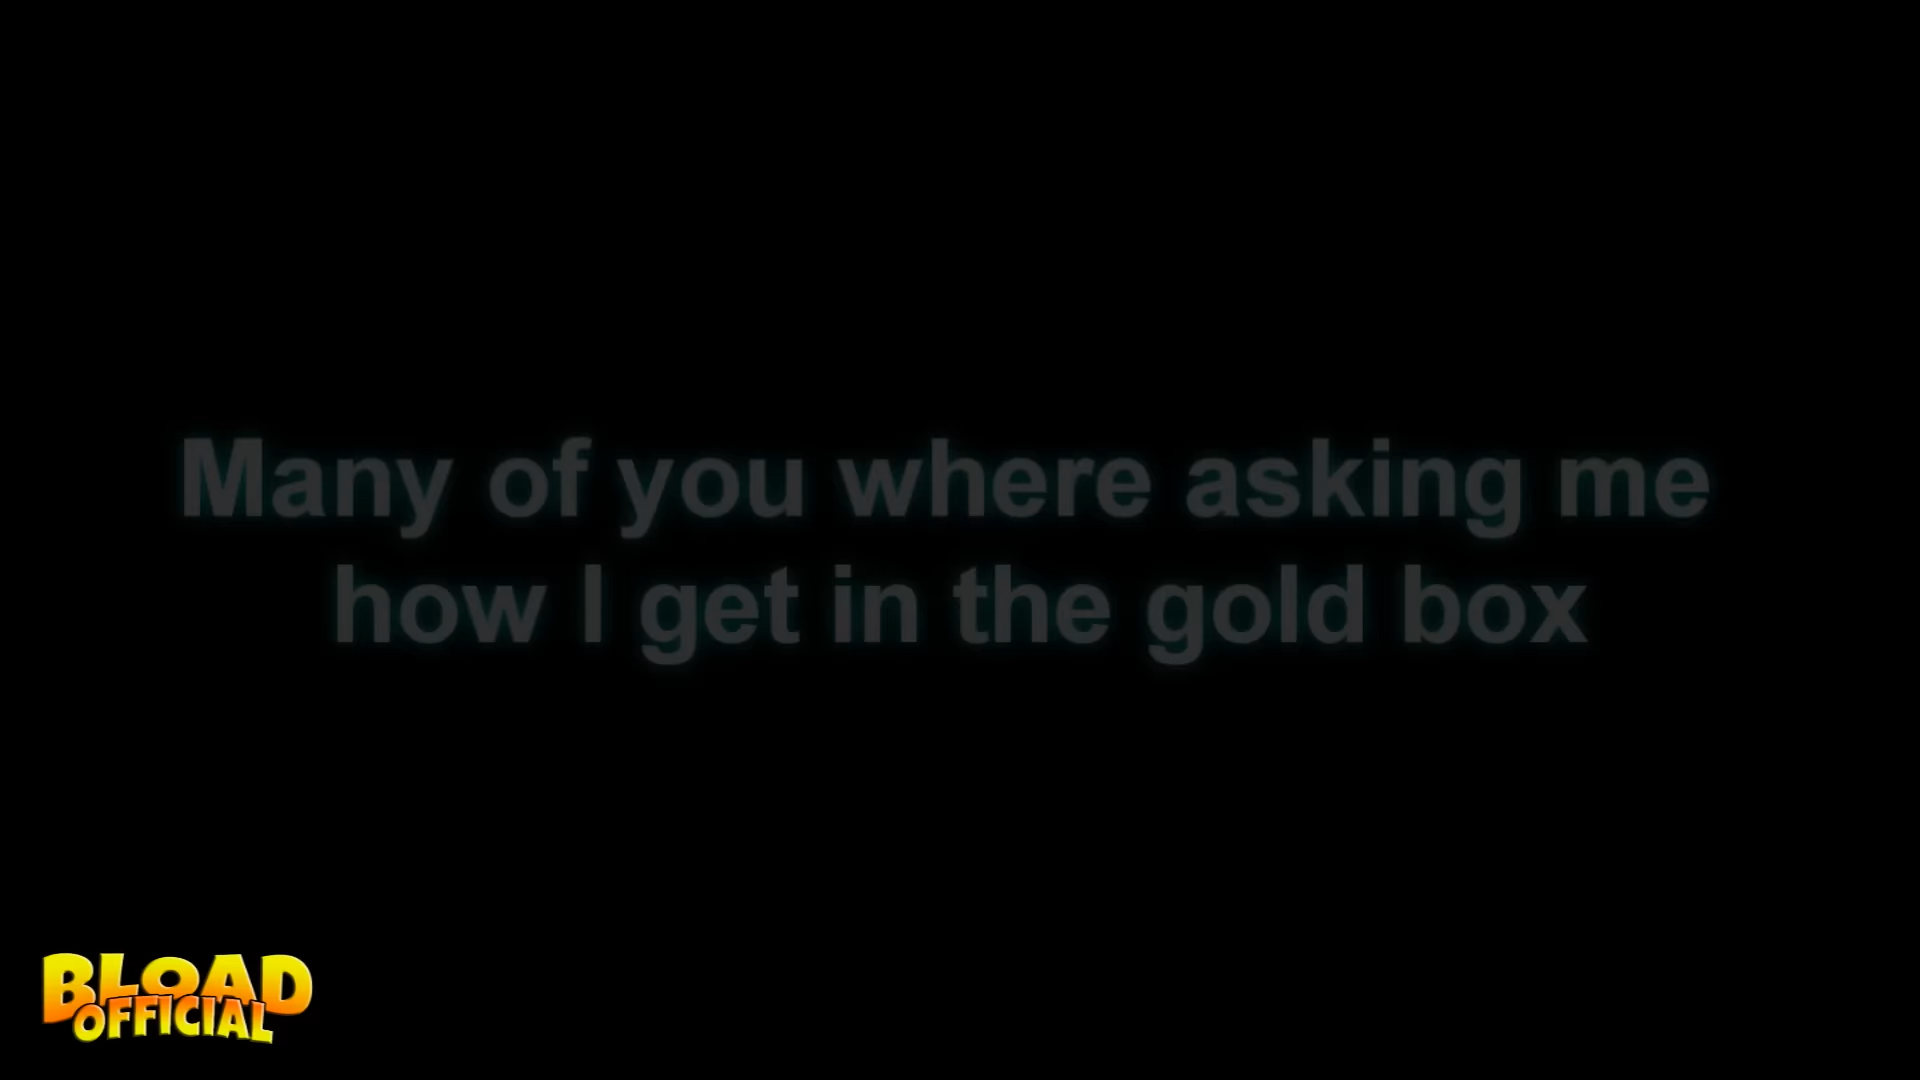 Many of you where asking me
how I get in the gold box
BLOAD
OFFICIAL